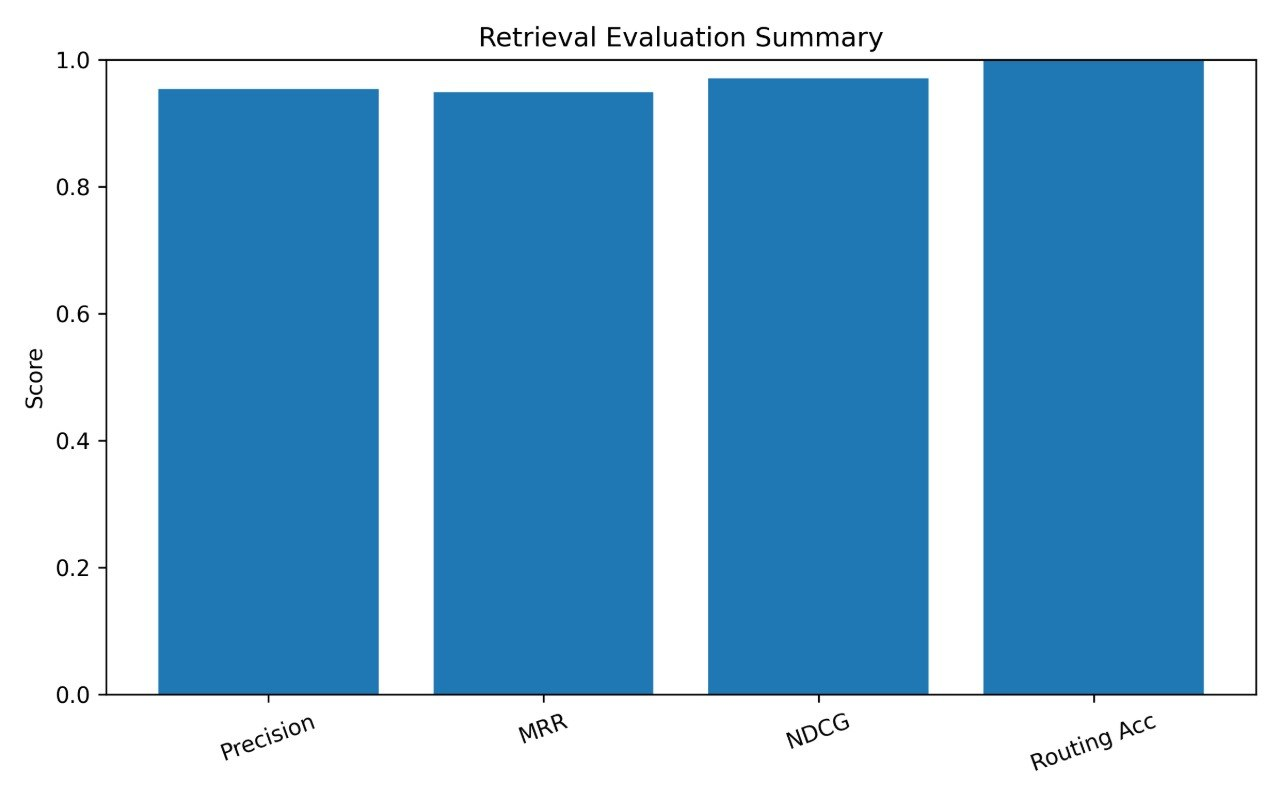 Retrieval Evaluation Summary
Score
1.0
0.8
0.6
0.4
0.2
0.0
Precision
MRR
NDCG
Routing Acc